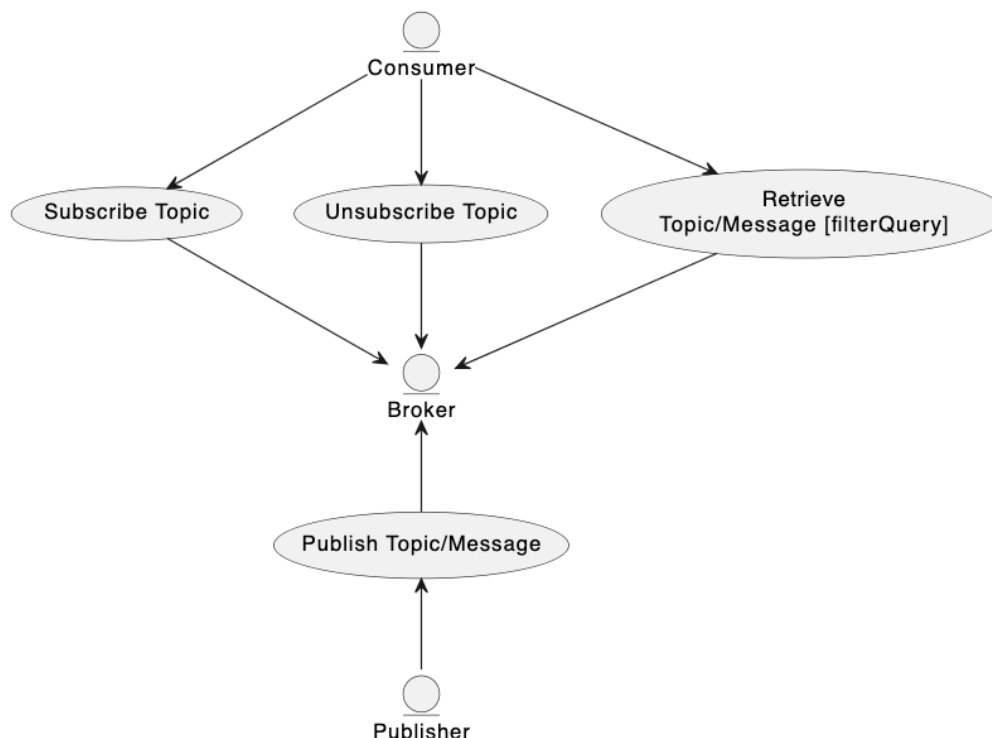 Consumer
Subscribe Topic
Unsubscribe Topic
Retrieve
Topic/Message [filterQuery]
Broker
Publish Topic/Message
Publisher